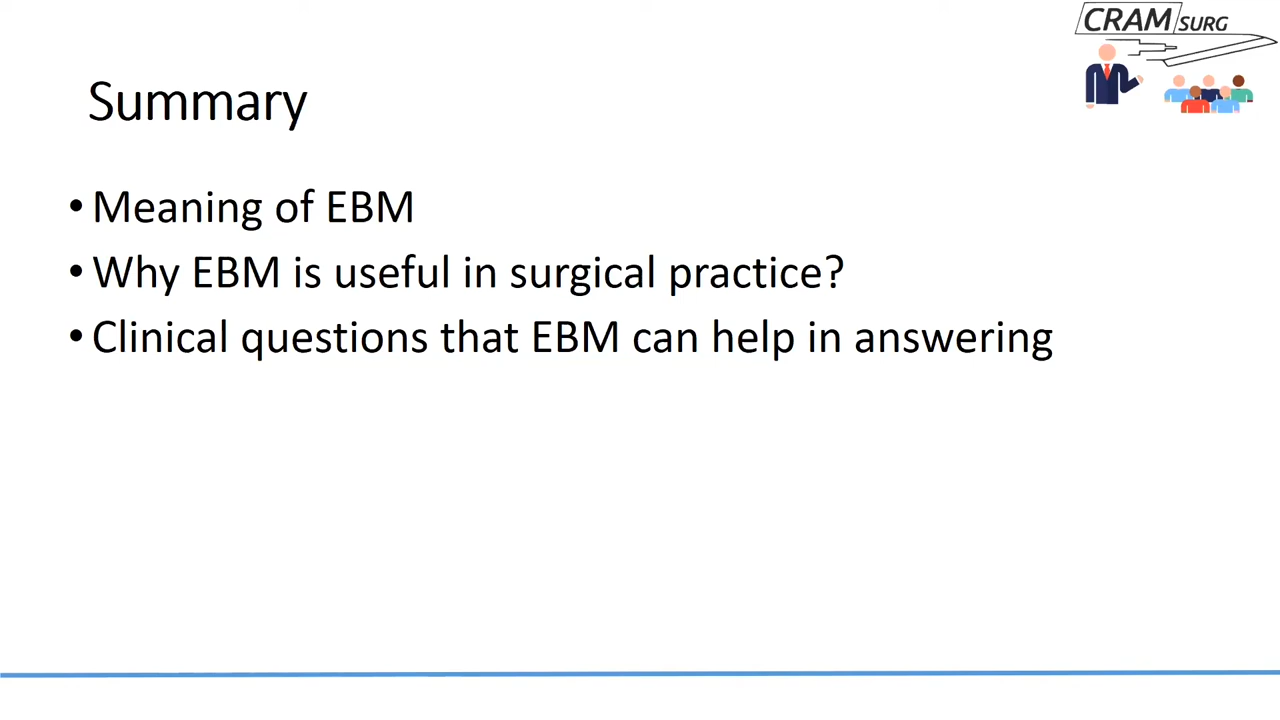 CRAM SURG
Summary
• Meaning of EBM
• Why EBM is useful in surgical practice?
• Clinical questions that EBM can help in answering